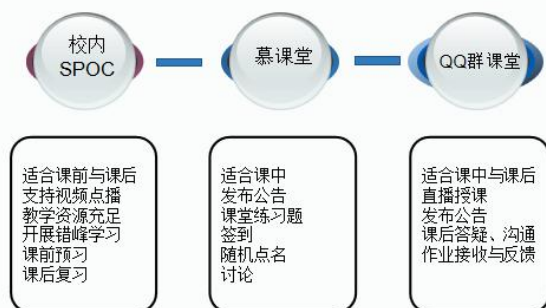 校内
SPOC
慕课堂
QQ群课堂
适合课前与课后
支持视频点播
教学资源充足
开展错峰学习
课前预习
课后复习
适合课中
发布公告
课堂练习题
签到
随机点名
讨论
适合课中与课后
直播授课
发布公告
课后答疑、沟通
作业接收与反馈